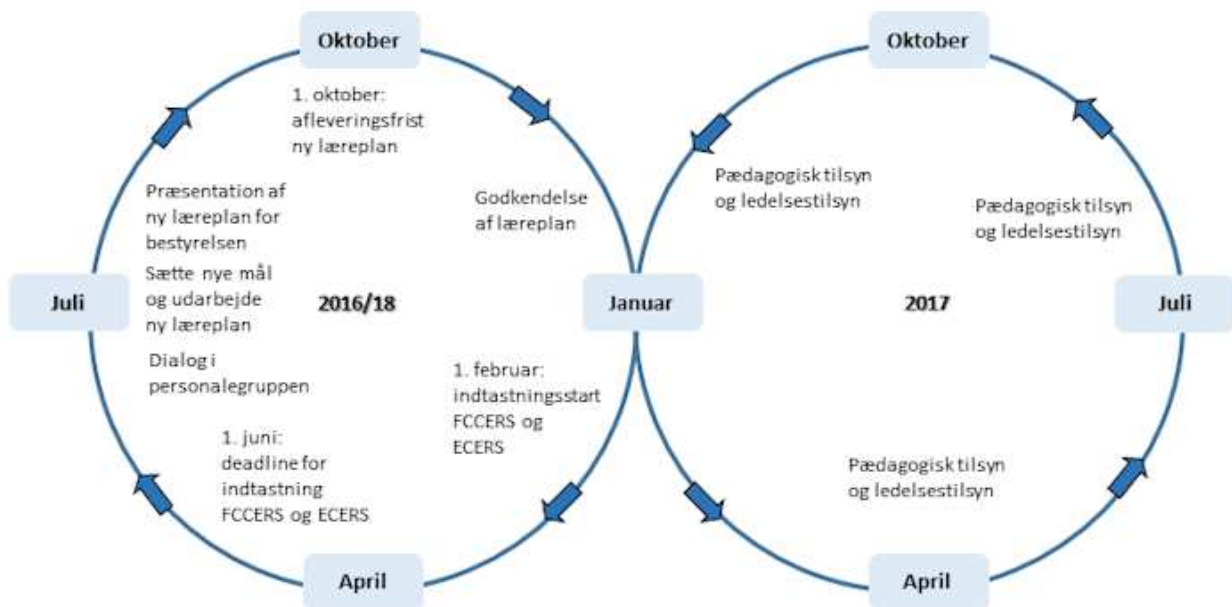 Oktober
1. oktober:
afleveringsfrist
ny læreplan
Præsentation af
ny læreplan for
bestyrelsen
Godkendelse
af læreplan
Juli
Sætte nye mål
og udarbejde
ny læreplan
2016/18
Januar
Dialog i
personalegruppen
1. februar:
indtastningsstart
FCCERS og
ECERS
1. juni:
deadline for
indtastning
FCCERS og ECERS
April
Oktober
Pædagogisk tilsyn
og ledelsestilsyn
Pædagogisk tilsyn
og ledelsestilsyn
2017
Juli
Pædagogisk tilsyn
og ledelsestilsyn
April